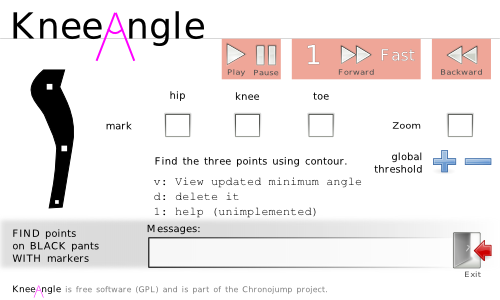 KneeAngle
1 Fast
Play Pause Forward Backward
hip knee toe
mark Zoom
Find the three points using contour.
global
threshold
v: View updated minimum angle
d: delete it
l: help (unimplemented)
FIND points
on BLACK pants
WITH markers
Messages:
Exit
KneeAngle is free software (GPL) and is part of the Chronojump project.